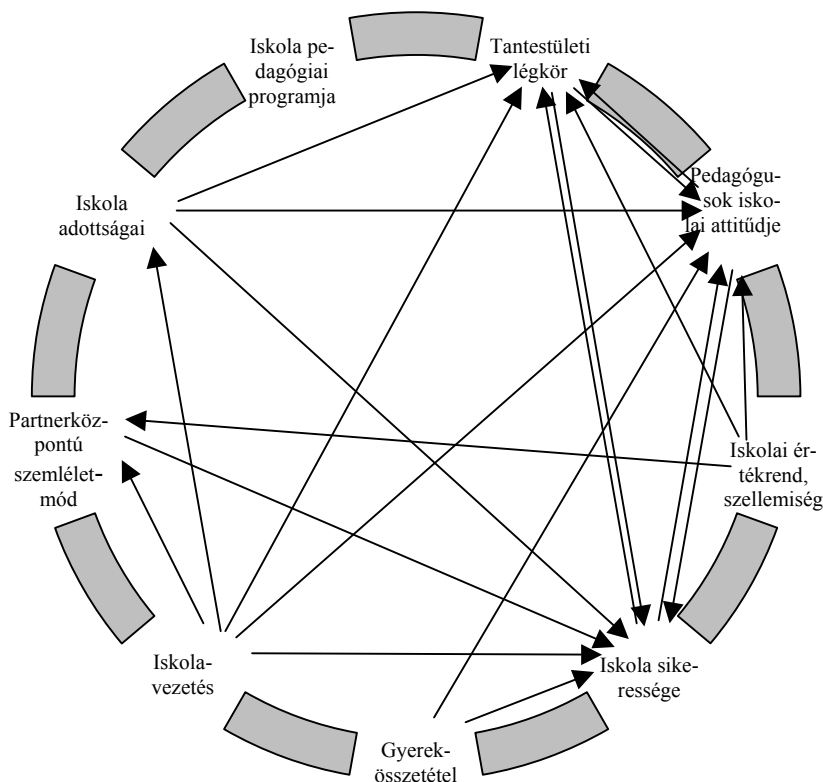 Iskola pe-
dagógiai
programja
Tantestületi
légkör
Pedagógu-
sok isko-
lai attitűdje
Iskola
adottságai
Partnerköz-
pontú
szemlélet-
mód
Iskolai ér-
tékrend,
szellemiség
Iskola-
vezetés
Iskola sike-
ressége
Gyerek-
összetétel